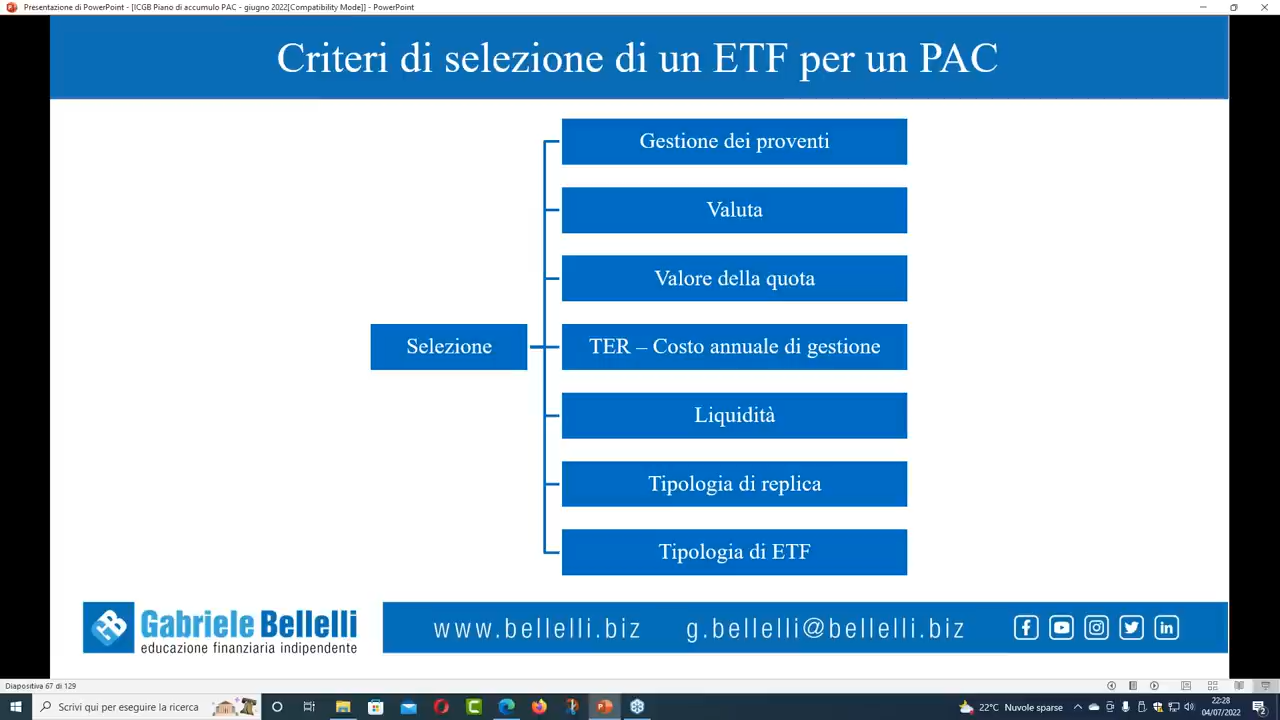 Presentazione di PowerPoint - [ICGB Piano di accumulo PAC - giugno 2022[Compatibility Mode]] - PowerPoint
Criteri di selezione di un ETF per un PAC
Gestione dei proventi
Valuta
Valore della quota
Selezione
TER – Costo annuale di gestione
Liquidità
Tipologia di replica
Tipologia di ETF
Gabriele Bellelli
educazione finanziaria indipendente
www.bellelli.biz g.bellelli@bellelli.biz
Diapositiva 67 di 129
Scrivi qui per eseguire la ricerca
22°C Nuvole sparse
22:28
04/07/2022